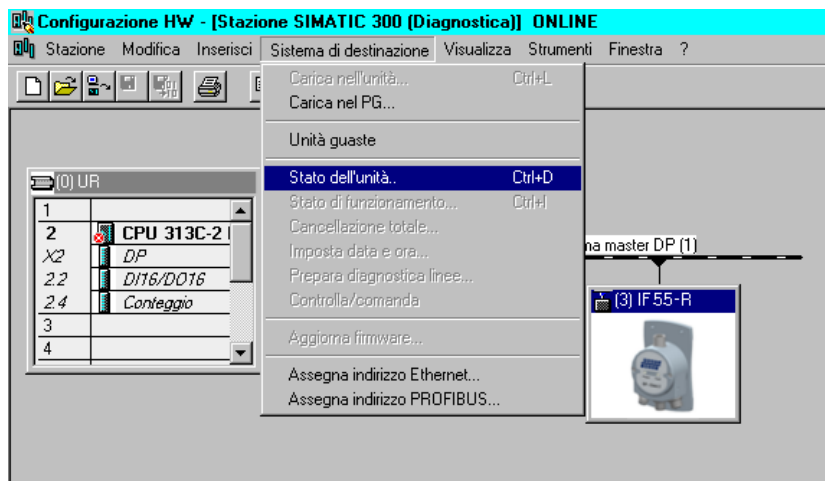 Configurazione HW - [Stazione SIMATIC 300 (Diagnostica)] ONLINE
Stazione Modifica Inserisci Sistema di destinazione Visualizza Strumenti Finestra ?
Carica nell'unità... Ctrl+L
Carica nel PG...
Unità guaste
Stato dell'unità.. Ctrl+D
Stato di funzionamento... Ctrl+I
Cancellazione totale...
Imposta data e ora...
Prepara diagnostica linee...
Controlla/comanda
Aggiorna firmware...
Assegna indirizzo Ethernet...
Assegna indirizzo PROFIBUS...
(0) UR
1
2 CPU 313C-2
X2 DP
2.2 DI16/DO16
2.4 Conteggio
3
4
master DP (1)
(3) IF55-R